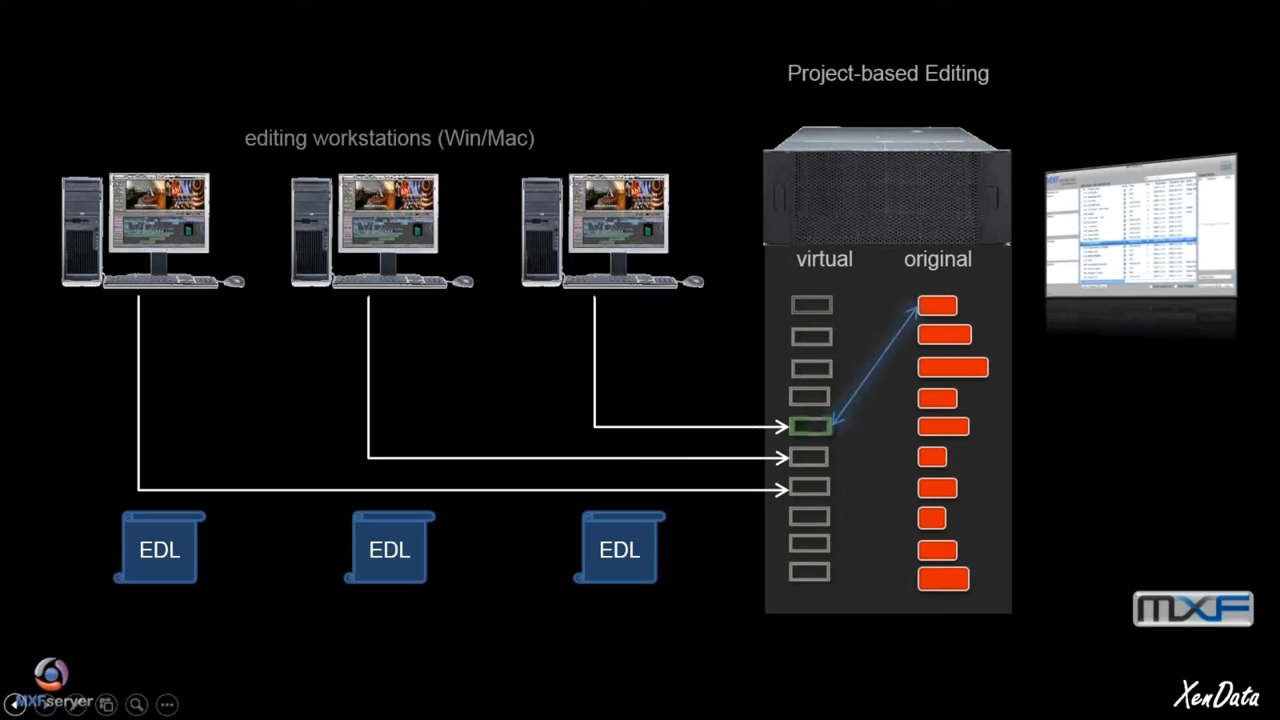 Project-based Editing
editing workstations (Win/Mac)
virtual
original
EDL
EDL
EDL
MXF
MXFserver
XenData